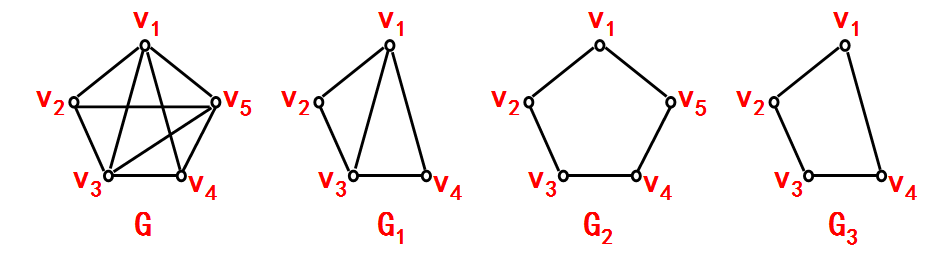 v₁ v₁ v₁ v₁
v₂ v₅ v₂ v₂ v₅ v₂
v₃ v₄ v₃ v₄ v₃ v₄ v₃ v₄
G G₁ G₂ G₃